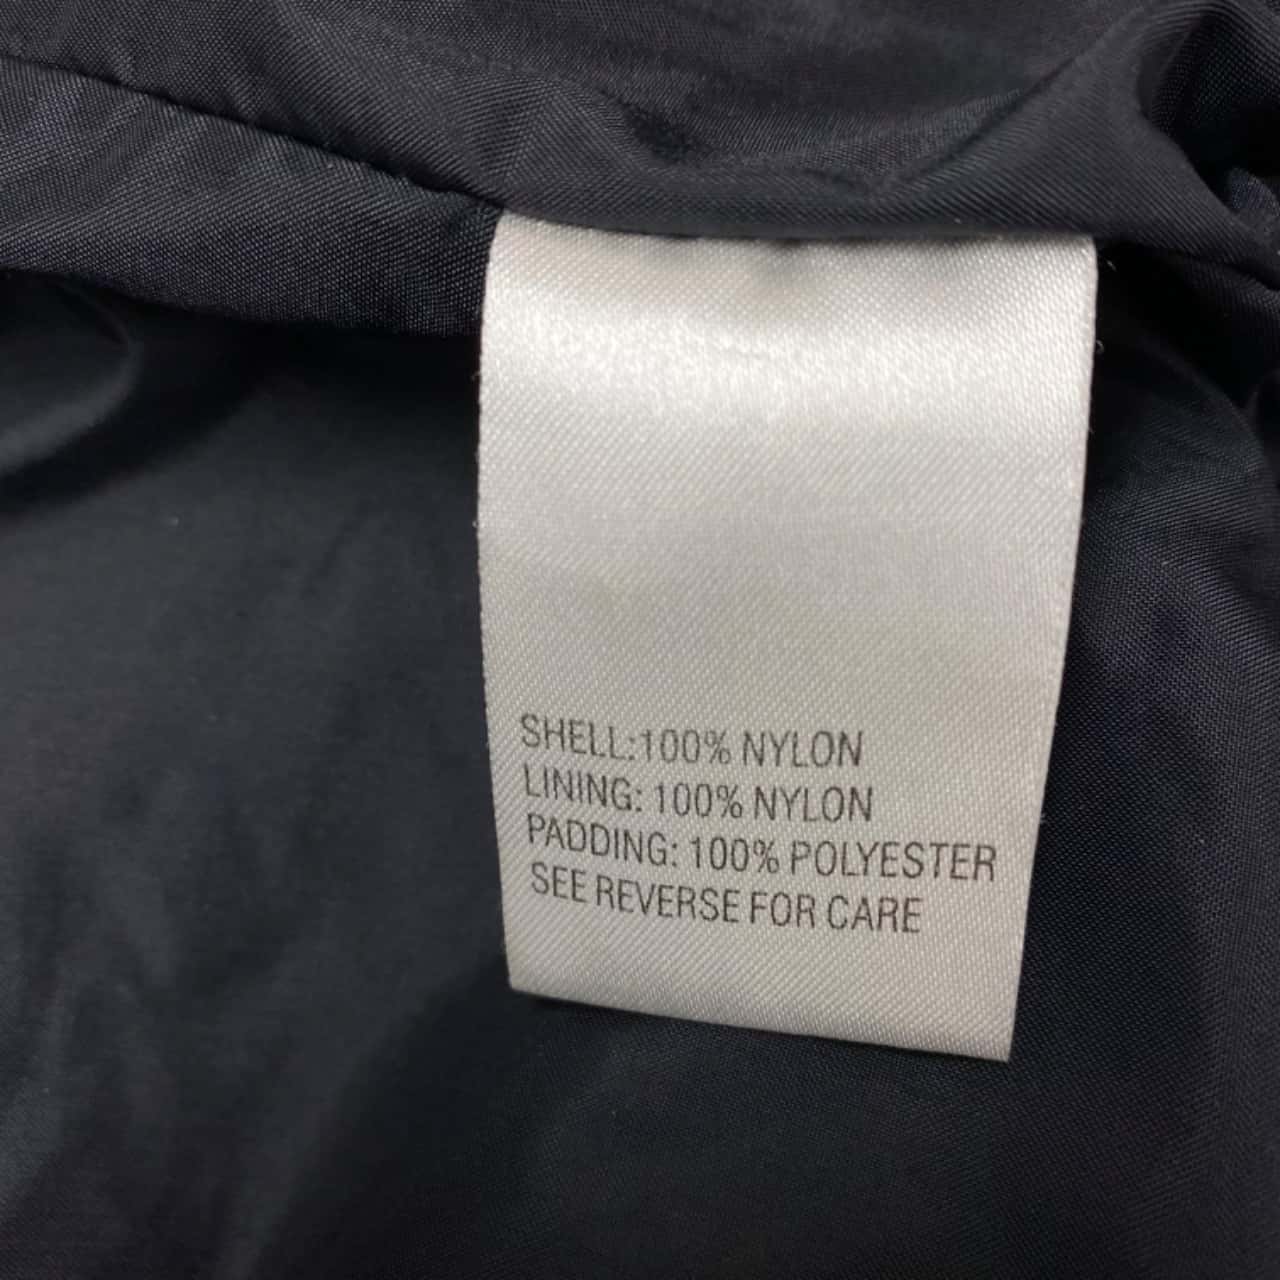 SHELL:100% NYLON
LINING: 100% NYLON
PADDING: 100% POLYESTER
SEE REVERSE FOR CARE